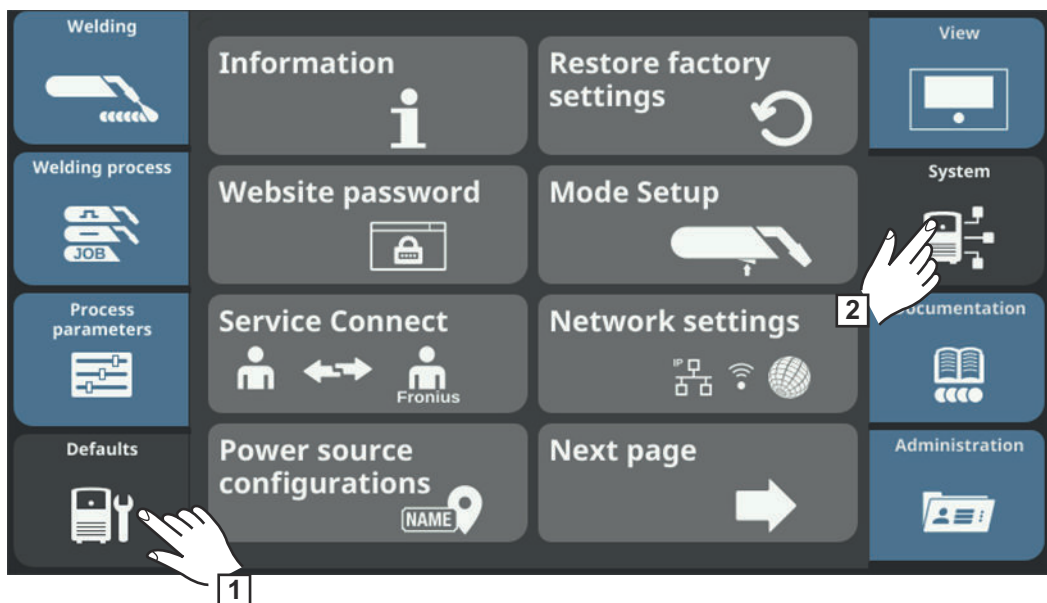 Welding
JOB
Welding process
Process
parameters
Defaults
1
Information
Restore factory
settings
Website password
Mode Setup
Service Connect
Fronius
Network settings
IP
Power source
configurations
NAME
Next page
View
System
2
Documentation
Administration